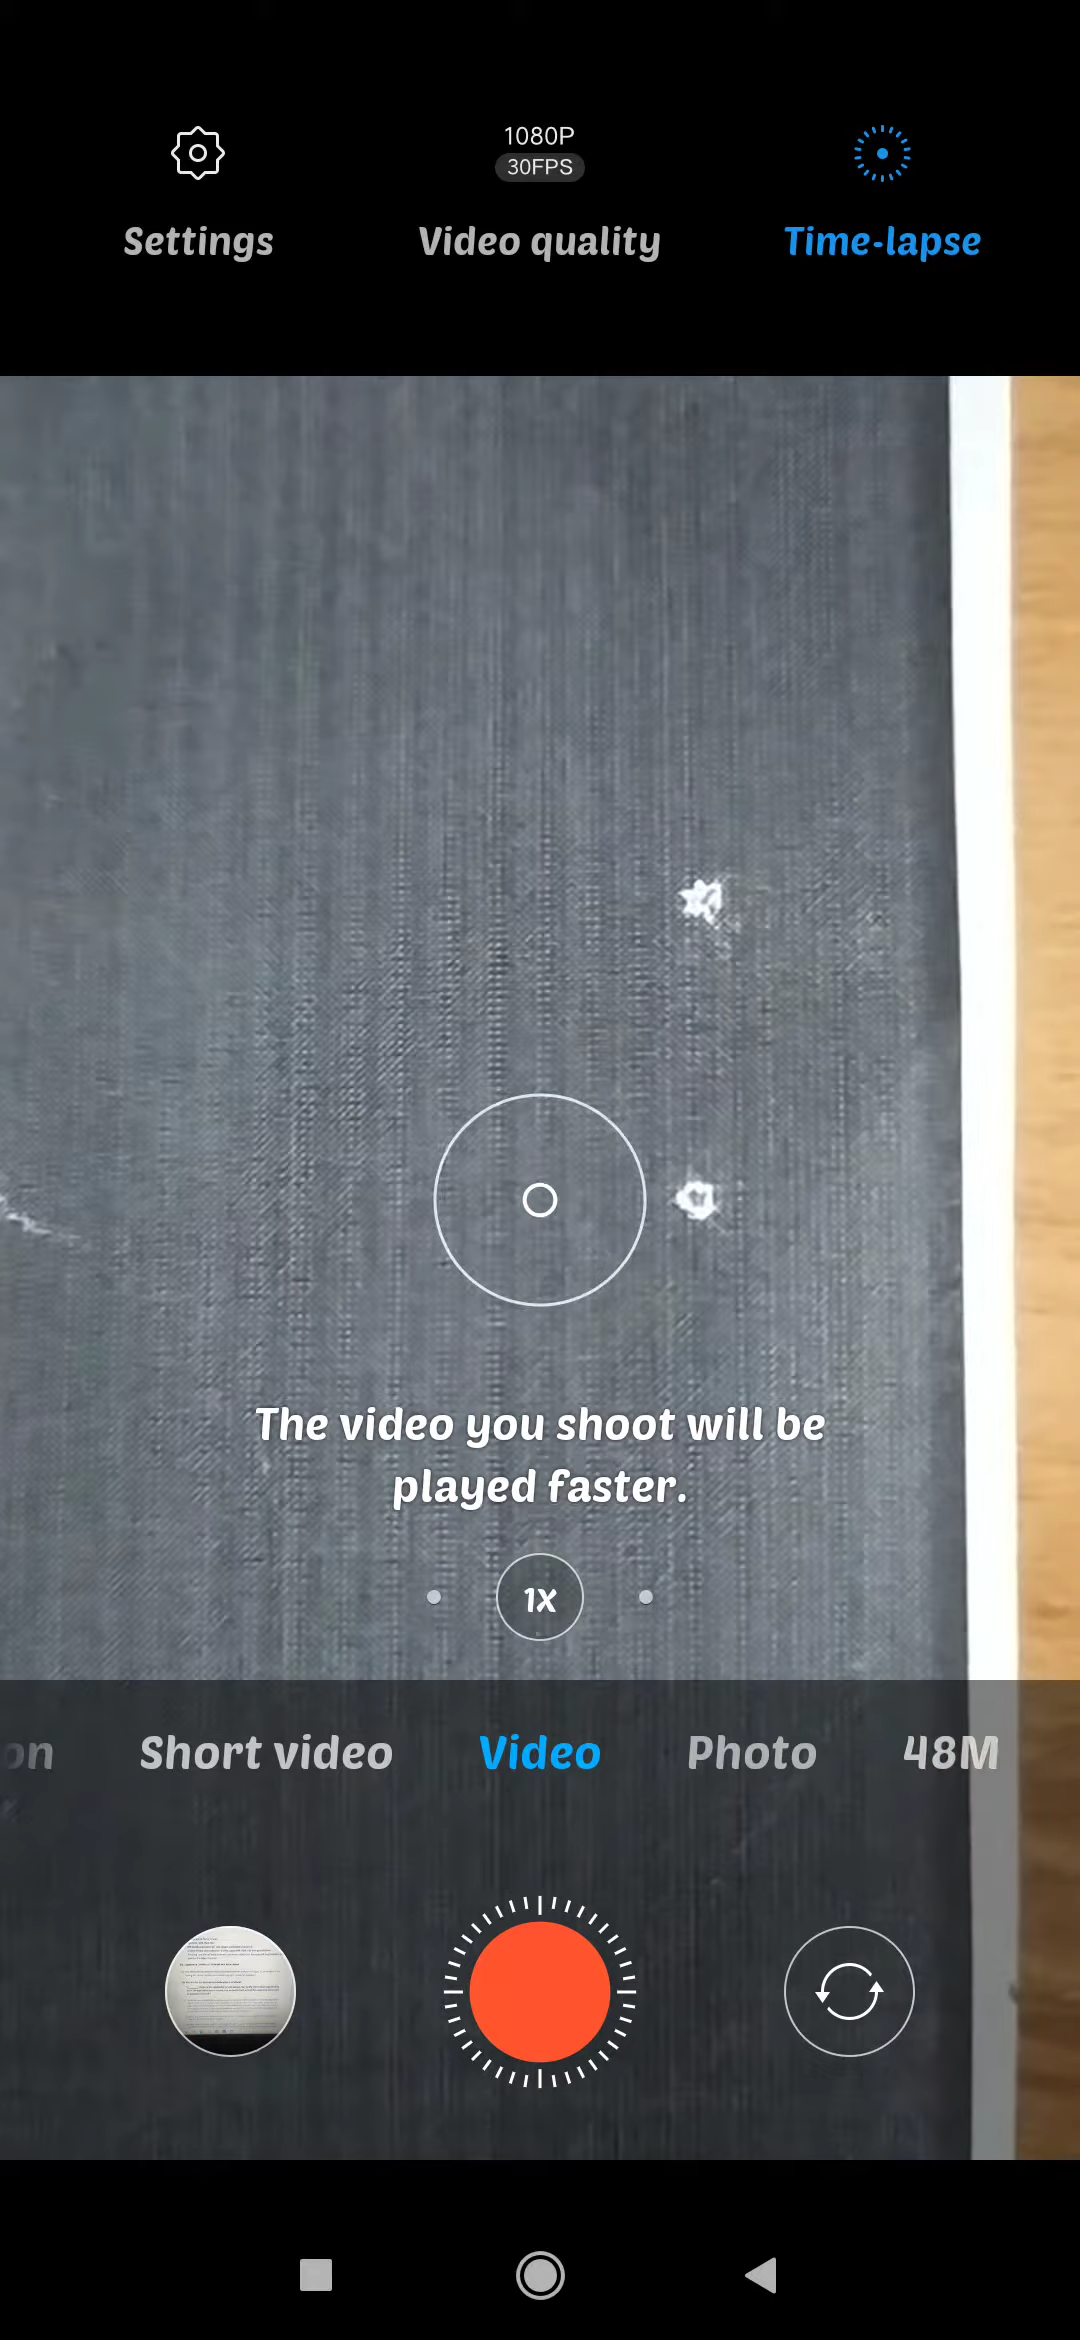 1080P
30FPS
Settings
Video quality
Time-lapse
The video you shoot will be
played faster.
1X
on
Short video
Video
Photo
48M